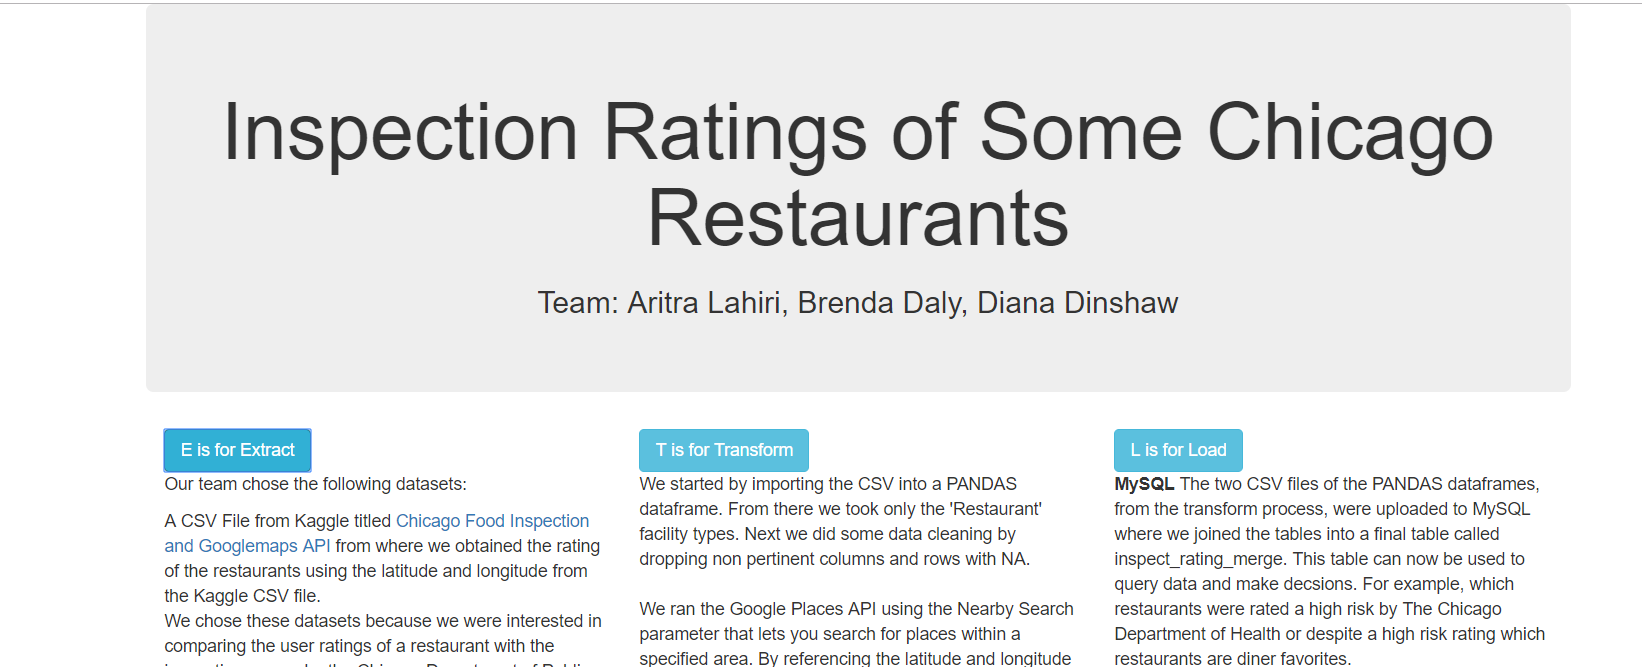 Inspection Ratings of Some Chicago
Restaurants
Team: Aritra Lahiri, Brenda Daly, Diana Dinshaw
E is for Extract
Our team chose the following datasets:
A CSV File from Kaggle titled Chicago Food Inspection
and Googlemaps API from where we obtained the rating
of the restaurants using the latitude and longitude from
the Kaggle CSV file.
We chose these datasets because we were interested in
comparing the user ratings of a restaurant with the
T is for Transform
We started by importing the CSV into a PANDAS
dataframe. From there we took only the 'Restaurant'
facility types. Next we did some data cleaning by
dropping non pertinent columns and rows with NA.
We ran the Google Places API using the Nearby Search
parameter that lets you search for places within a
specified area. By referencing the latitude and longitude
L is for Load
MySQL The two CSV files of the PANDAS dataframes,
from the transform process, were uploaded to MySQL
where we joined the tables into a final table called
inspect_rating_merge. This table can now be used to
query data and make decsions. For example, which
restaurants were rated a high risk by The Chicago
Department of Health or despite a high risk rating which
restaurants are diner favorites.